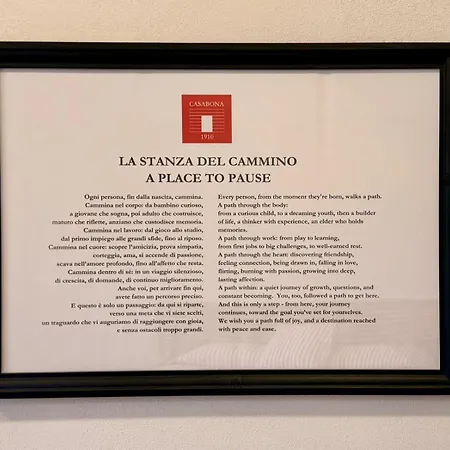 CASABONA
1910
LA STANZA DEL CAMMINO
A PLACE TO PAUSE
Ogni persona, fin dalla nascita, cammina.
Cammina nel corpo: da bambino curioso,
a giovane che sogna, poi adulto che costruisce,
maturo che riflette, anziano che custodisce memoria.
Cammina nel lavoro: dal gioco allo studio,
dal primo impiego alle grandi sfide, fino al riposo.
Cammina nel cuore: scopre l'amicizia, prova simpatia,
corteggia, ama, si accende di passione,
scava nell'amore profondo, fino all'affetto che resta.
Cammina dentro di sé: in un viaggio silenzioso,
di crescita, di domande, di continuo miglioramento.
Anche voi, per arrivare fin qui,
avete fatto un percorso preciso.
E questo è solo un passaggio: da qui si riparte,
verso una meta che vi siete scelti,
un traguardo che vi auguriamo di raggiungere con gioia,
e senza ostacoli troppo grandi.
Every person, from the moment they're born, walks a path.
A path through the body:
from a curious child, to a dreaming youth, then a builder
of life, a thinker with experience, an elder who holds
memories.
A path through work: from play to learning,
from first jobs to big challenges, to well-earned rest.
A path through the heart: discovering friendship,
feeling connection, being drawn in, falling in love,
flirting, burning with passion, growing into deep,
lasting affection.
A path within: a quiet journey of growth, questions, and
constant becoming. You, too, followed a path to get here.
And this is only a step - from here, your journey
continues, toward the goal you've set for yourselves.
We wish you a path full of joy, and a destination reached
with peace and ease.